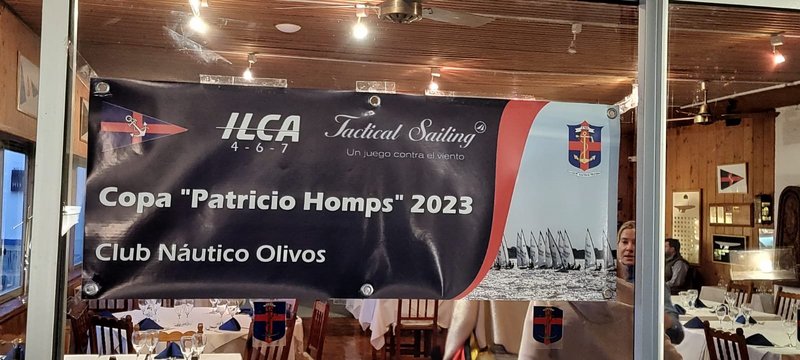 ILCA
4-6-7
Tactical Sailing
Un juego contra el viento
Copa "Patricio Homps" 2023
Club Náutico Olivos